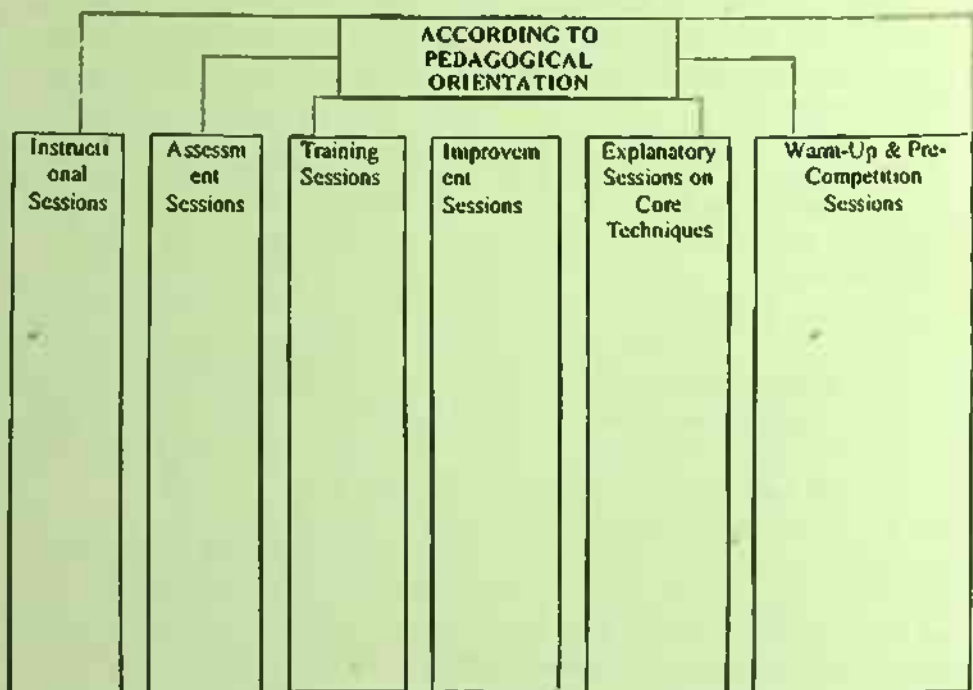 ACCORDING TO
PEDAGOGICAL
ORIENTATION
Instructi
onal
Sessions
Assessm
ent
Sessions
Training
Sessions
Improvem
ent
Sessions
Explanatory
Sessions on
Core
Techniques
Warm-Up & Pre-
Competition
Sessions